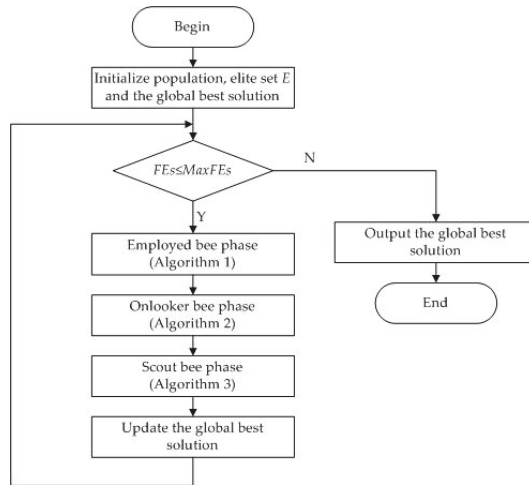 Begin
Initialize population, elite set E
and the global best solution
FEs≤MaxFEs
N
Y
Employed bee phase
(Algorithm 1)
Output the global best
solution
Onlooker bee phase
(Algorithm 2)
End
Scout bee phase
(Algorithm 3)
Update the global best
solution